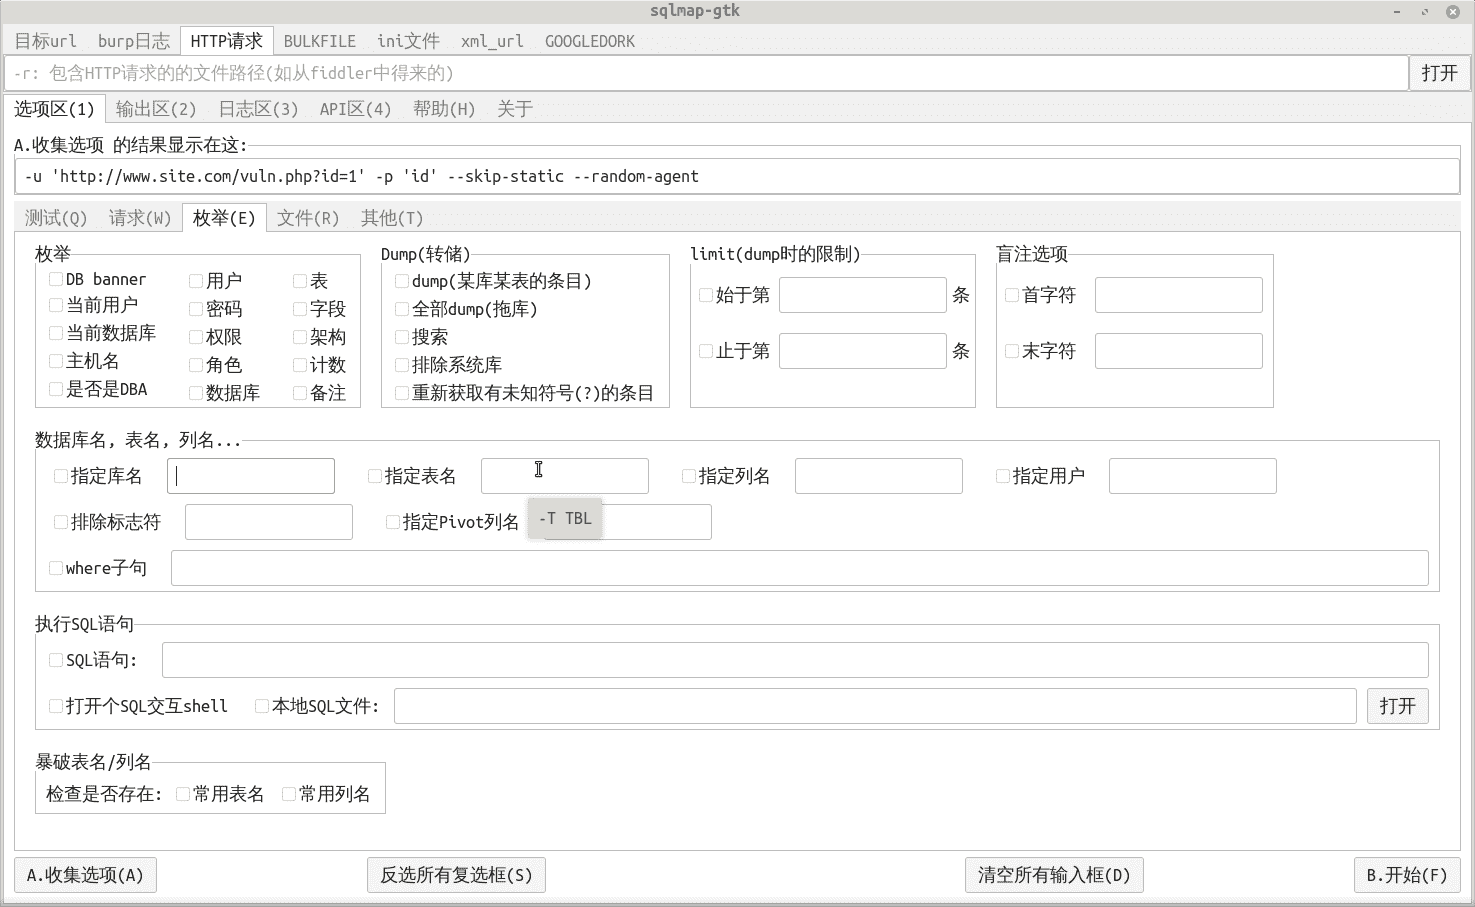 sqlmap-gtk
目标url burp日志 HTTP请求 BULKFILE ini文件 xml_url GOOGLEDORK
-r: 包含HTTP请求的的文件路径(如从fiddler中得来的) 打开
选项区(1) 输出区(2) 日志区(3) API区(4) 帮助(H) 关于
A.收集选项 的结果显示在这:
-u 'http://www.site.com/vuln.php?id=1' -p 'id' --skip-static --random-agent
测试(Q) 请求(W) 枚举(E) 文件(R) 其他(T)
枚举 Dump(转储) limit(dump时的限制) 盲注选项
DB banner 用户 表 dump(某库某表的条目) 始于第 条 首字符
当前用户 密码 字段 全部dump(拖库)
当前数据库 权限 架构 搜索 止于第 条 末字符
主机名 角色 计数 排除系统库
是否是DBA 数据库 备注 重新获取有未知符号(?)的条目
数据库名, 表名, 列名...
指定库名 指定表名 指定列名 指定用户
排除标志符 指定Pivot列名 -T TBL
where子句
执行SQL语句
SQL语句:
打开个SQL交互shell 本地SQL文件: 打开
暴破表名/列名
检查是否存在: 常用表名 常用列名
A.收集选项(A) 反选所有复选框(S) 清空所有输入框(D) B.开始(F)